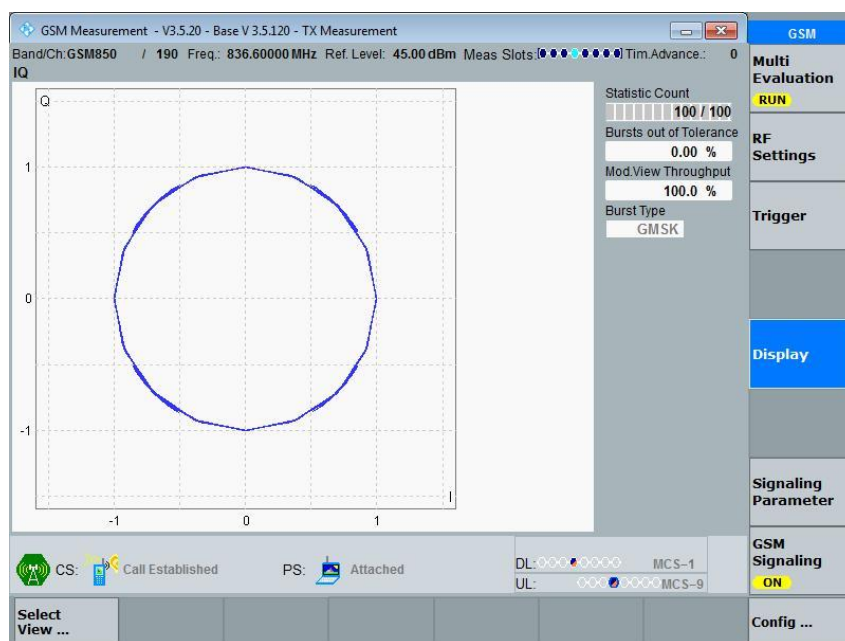 GSM Measurement - V3.5.20 - Base V 3.5.120 - TX Measurement
GSM
Band/Ch:GSM850 / 190 Freq.: 836.60000 MHz Ref. Level: 45.00 dBm Meas Slots: Tim.Advance.: 0
IQ
Multi
Evaluation
RUN
Statistic Count
100 / 100
Bursts out of Tolerance
0.00 %
Mod.View Throughput
100.0 %
Burst Type
GMSK
RF
Settings
Trigger
Display
Q
1
0
-1
I
-1 0 1
Signaling
Parameter
CS: Call Established PS: Attached DL: MCS-1
UL: MCS-9
GSM
Signaling
ON
Select
View ...
Config ...